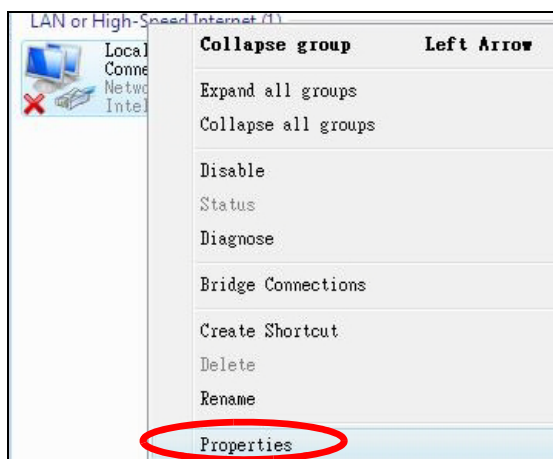 LAN or High-Speed Internet (1)
Local
Conne
Netwo
Intel
Collapse group Left Arrow
Expand all groups
Collapse all groups
Disable
Status
Diagnose
Bridge Connections
Create Shortcut
Delete
Rename
Properties